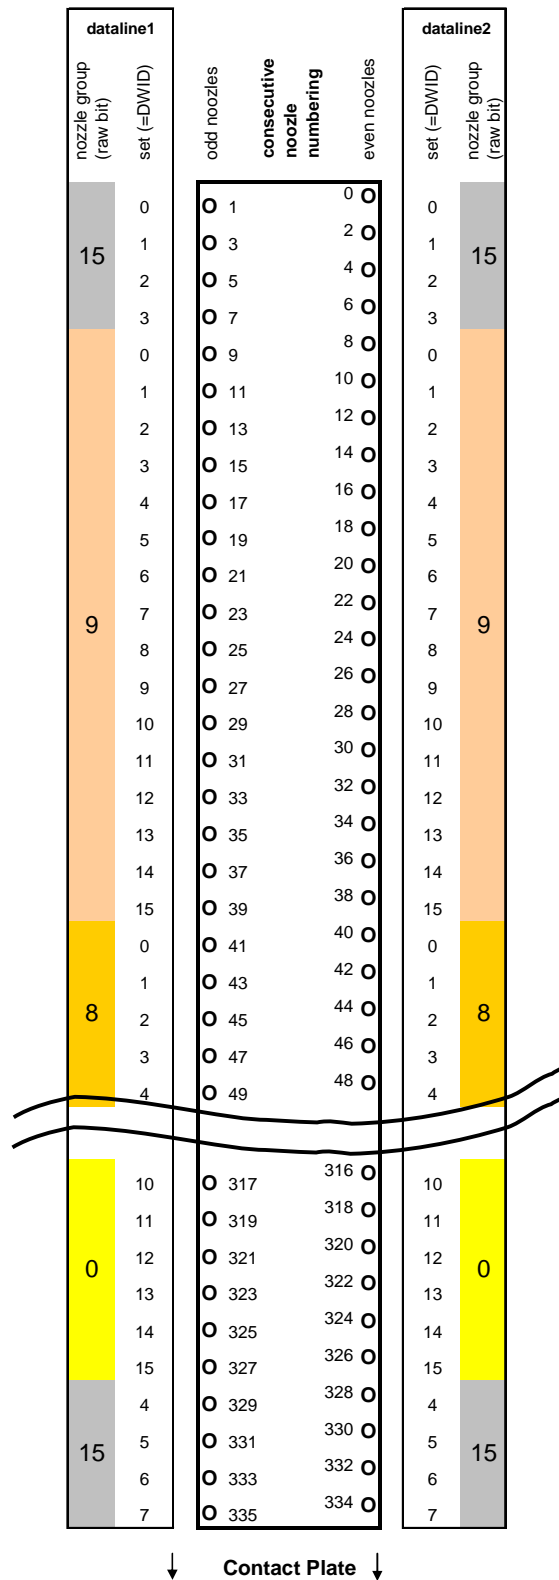 dataline1
dataline2
nozzle group
(raw bit)
set (=DWID)
odd noozles
consecutive
noozle
numbering
even noozles
set (=DWID)
nozzle group
(raw bit)
0 O 1 0 O 0
1 O 3 2 O 1
15 2 O 5 4 O 2 15
3 O 7 6 O 3
0 O 9 8 O 0
1 O 11 10 O 1
2 O 13 12 O 2
3 O 15 14 O 3
4 O 17 16 O 4
5 O 19 18 O 5
6 O 21 20 O 6
7 O 23 22 O 7
9 8 O 25 24 O 8 9
9 O 27 26 O 9
10 O 29 28 O 10
11 O 31 30 O 11
12 O 33 32 O 12
13 O 35 34 O 13
14 O 37 36 O 14
15 O 39 38 O 15
0 O 41 40 O 0
1 O 43 42 O 1
8 2 O 45 44 O 2 8
3 O 47 46 O 3
4 O 49 48 O 4
10 O 317 316 O 10
11 O 319 318 O 11
0 12 O 321 320 O 12 0
13 O 323 322 O 13
14 O 325 324 O 14
15 O 327 326 O 15
4 O 329 328 O 4
5 O 331 330 O 5
15 6 O 333 332 O 6 15
7 O 335 334 O 7
↓ Contact Plate ↓